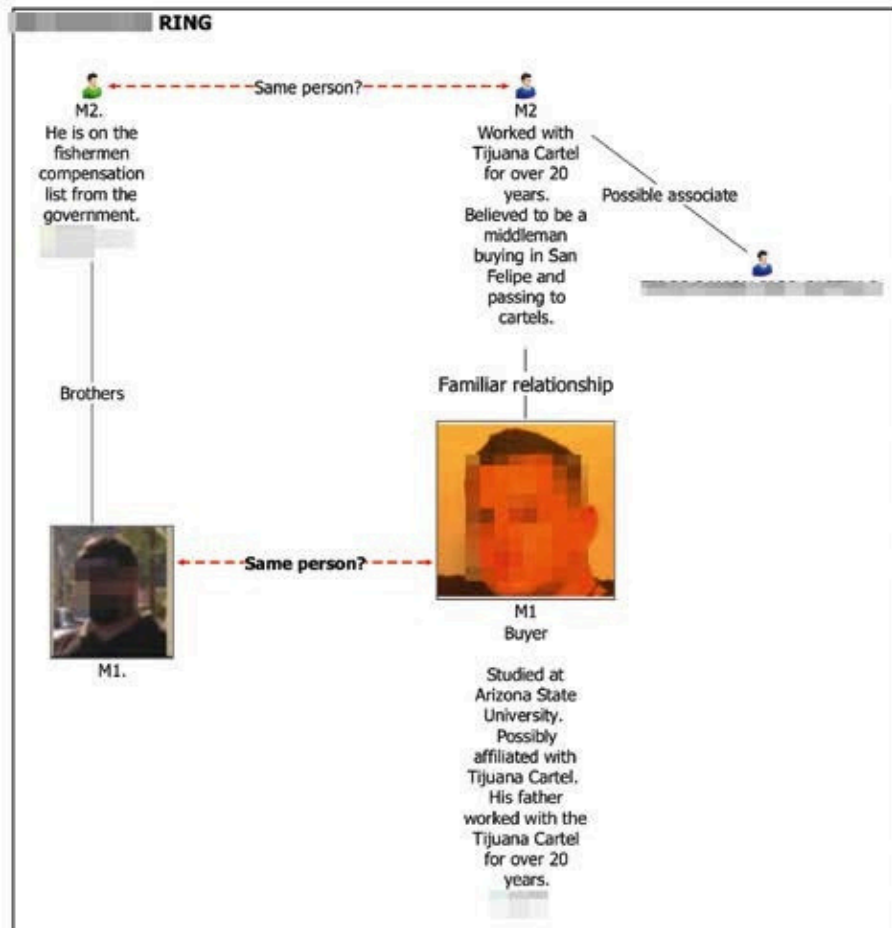 RING
Same person?
M2.
He is on the
fishermen
compensation
list from the
government.
M2
Worked with
Tijuana Cartel
for over 20
years.
Believed to be a
middleman
buying in San
Felipe and
passing to
cartels.
Possible associate
Brothers
Familiar relationship
Same person?
M1.
M1
Buyer
Studied at
Arizona State
University.
Possibly
affiliated with
Tijuana Cartel.
His father
worked with the
Tijuana Cartel
for over 20
years.